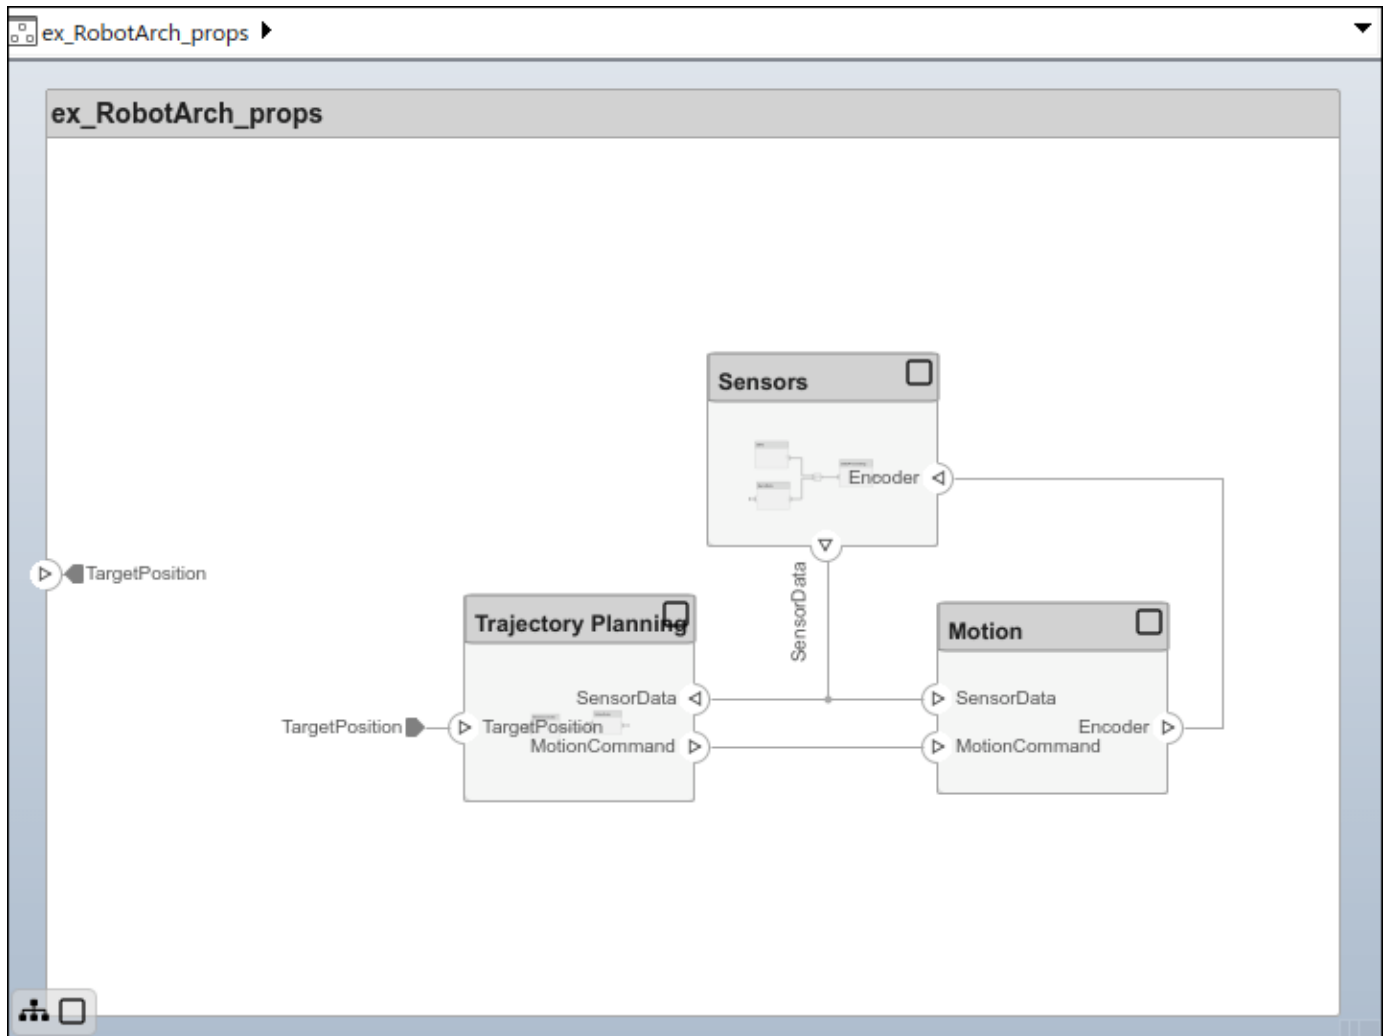 ex_RobotArch_props
ex_RobotArch_props
Sensors
Encoder
SensorData
TargetPosition
Trajectory Planning
SensorData
TargetPosition
TargetPosition
MotionCommand
Motion
SensorData
Encoder
MotionCommand